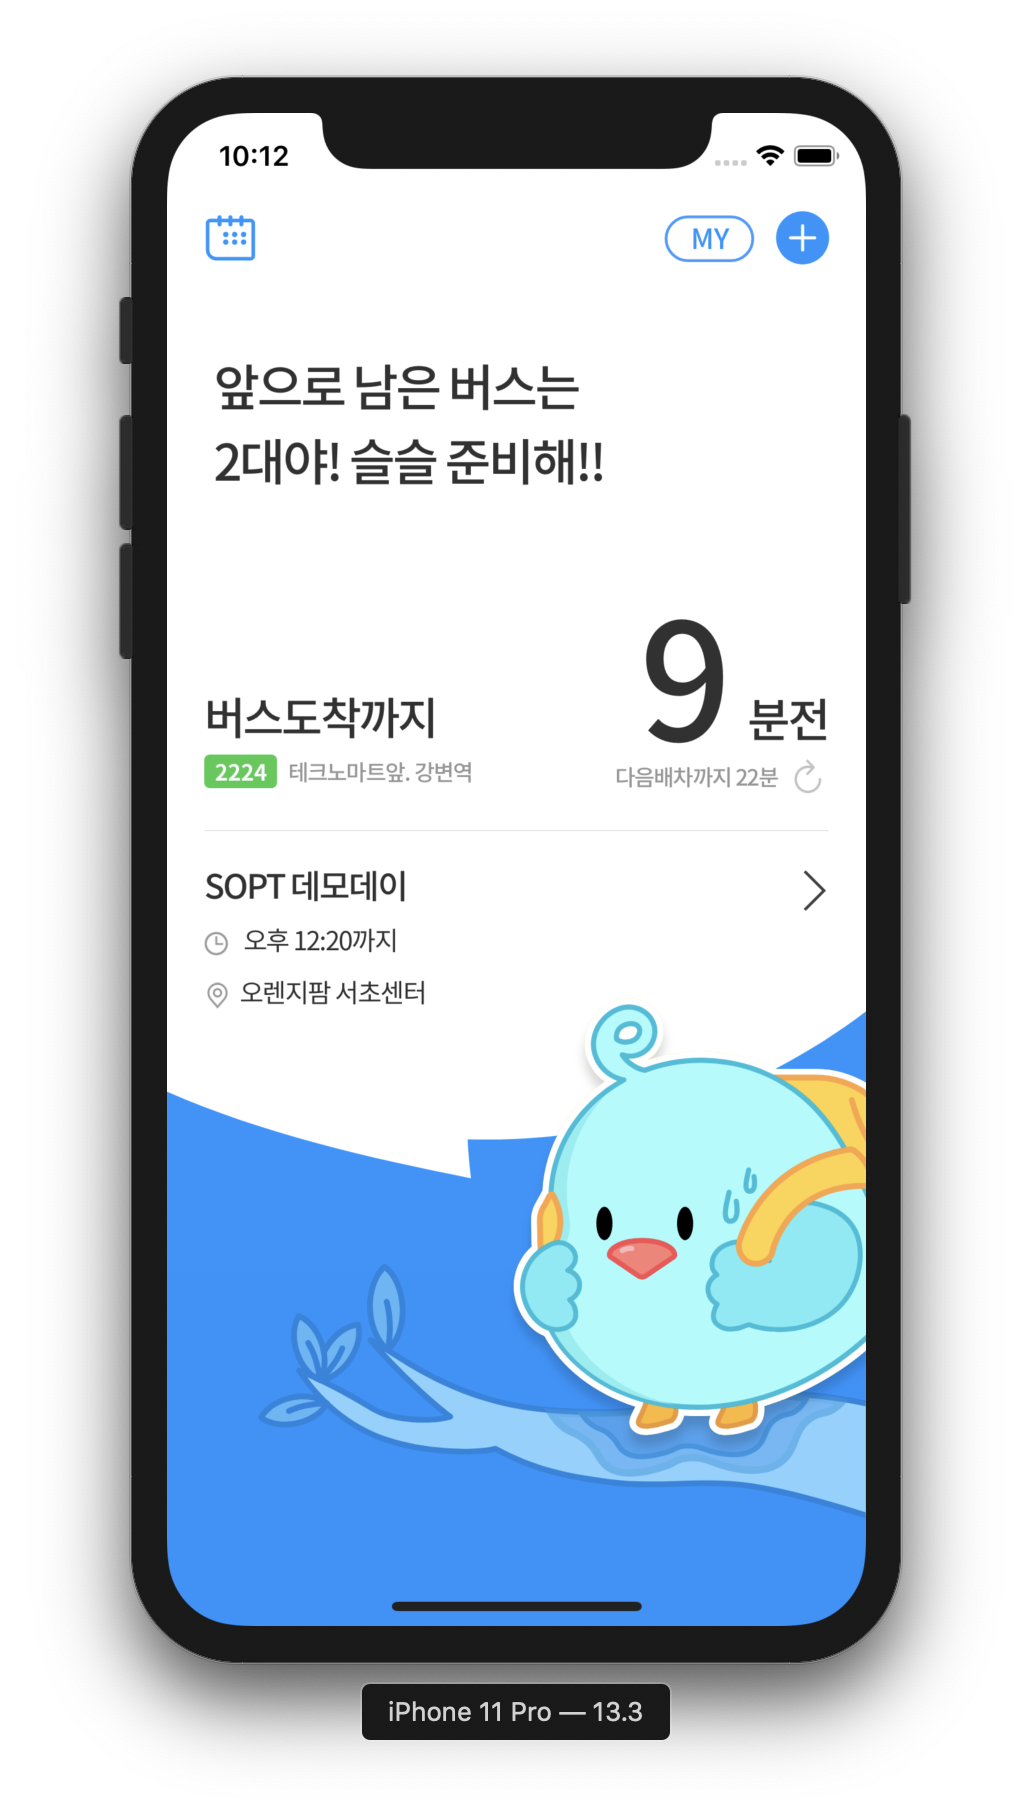 10:12
MY
앞으로 남은 버스는
2대야! 슬슬 준비해!!
버스도착까지
9 분전
2224 테크노마트앞. 강변역
다음배차까지 22분
SOPT 데모데이
오후 12:20까지
오렌지팜 서초센터
iPhone 11 Pro — 13.3